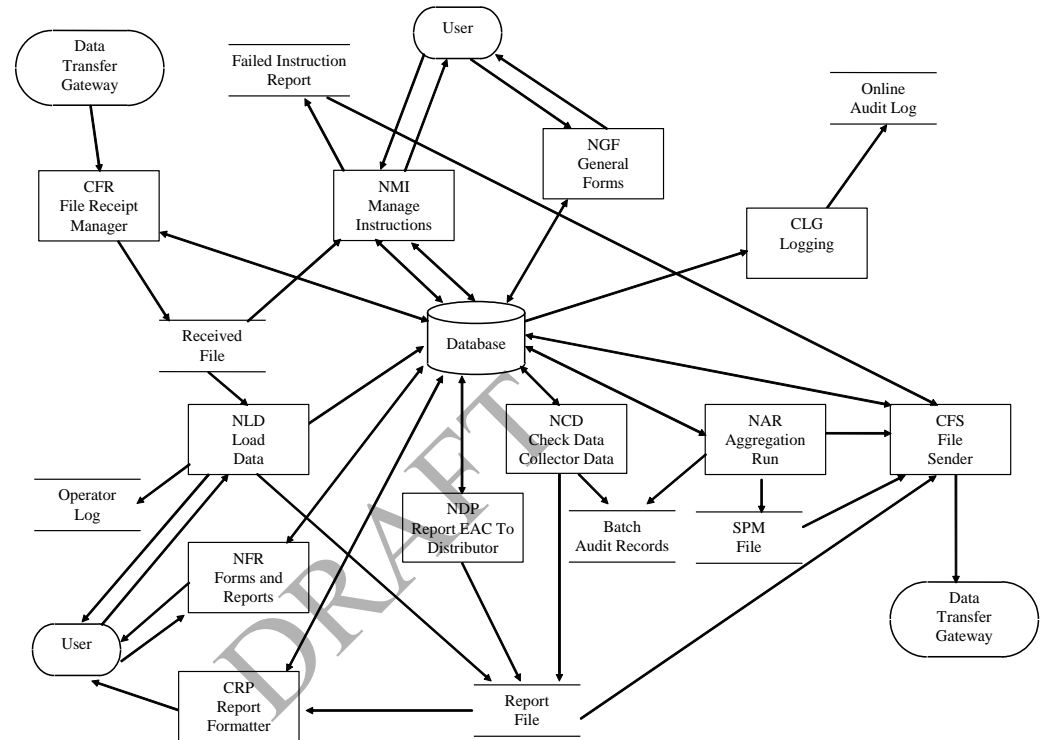 User
Data
Transfer
Gateway
Failed Instruction
Report
Online
Audit Log
NGF
General
Forms
CFR
File Receipt
Manager
NMI
Manage
Instructions
CLG
Logging
Received
File
Database
NLD
Load
Data
NCD
Check Data
Collector Data
NAR
Aggregation
Run
CFS
File
Sender
Operator
Log
NDP
Report EAC To
Distributor
Batch
Audit Records
SPM
File
NFR
Forms and
Reports
User
Data
Transfer
Gateway
CRP
Report
Formatter
Report
File
DRAFT